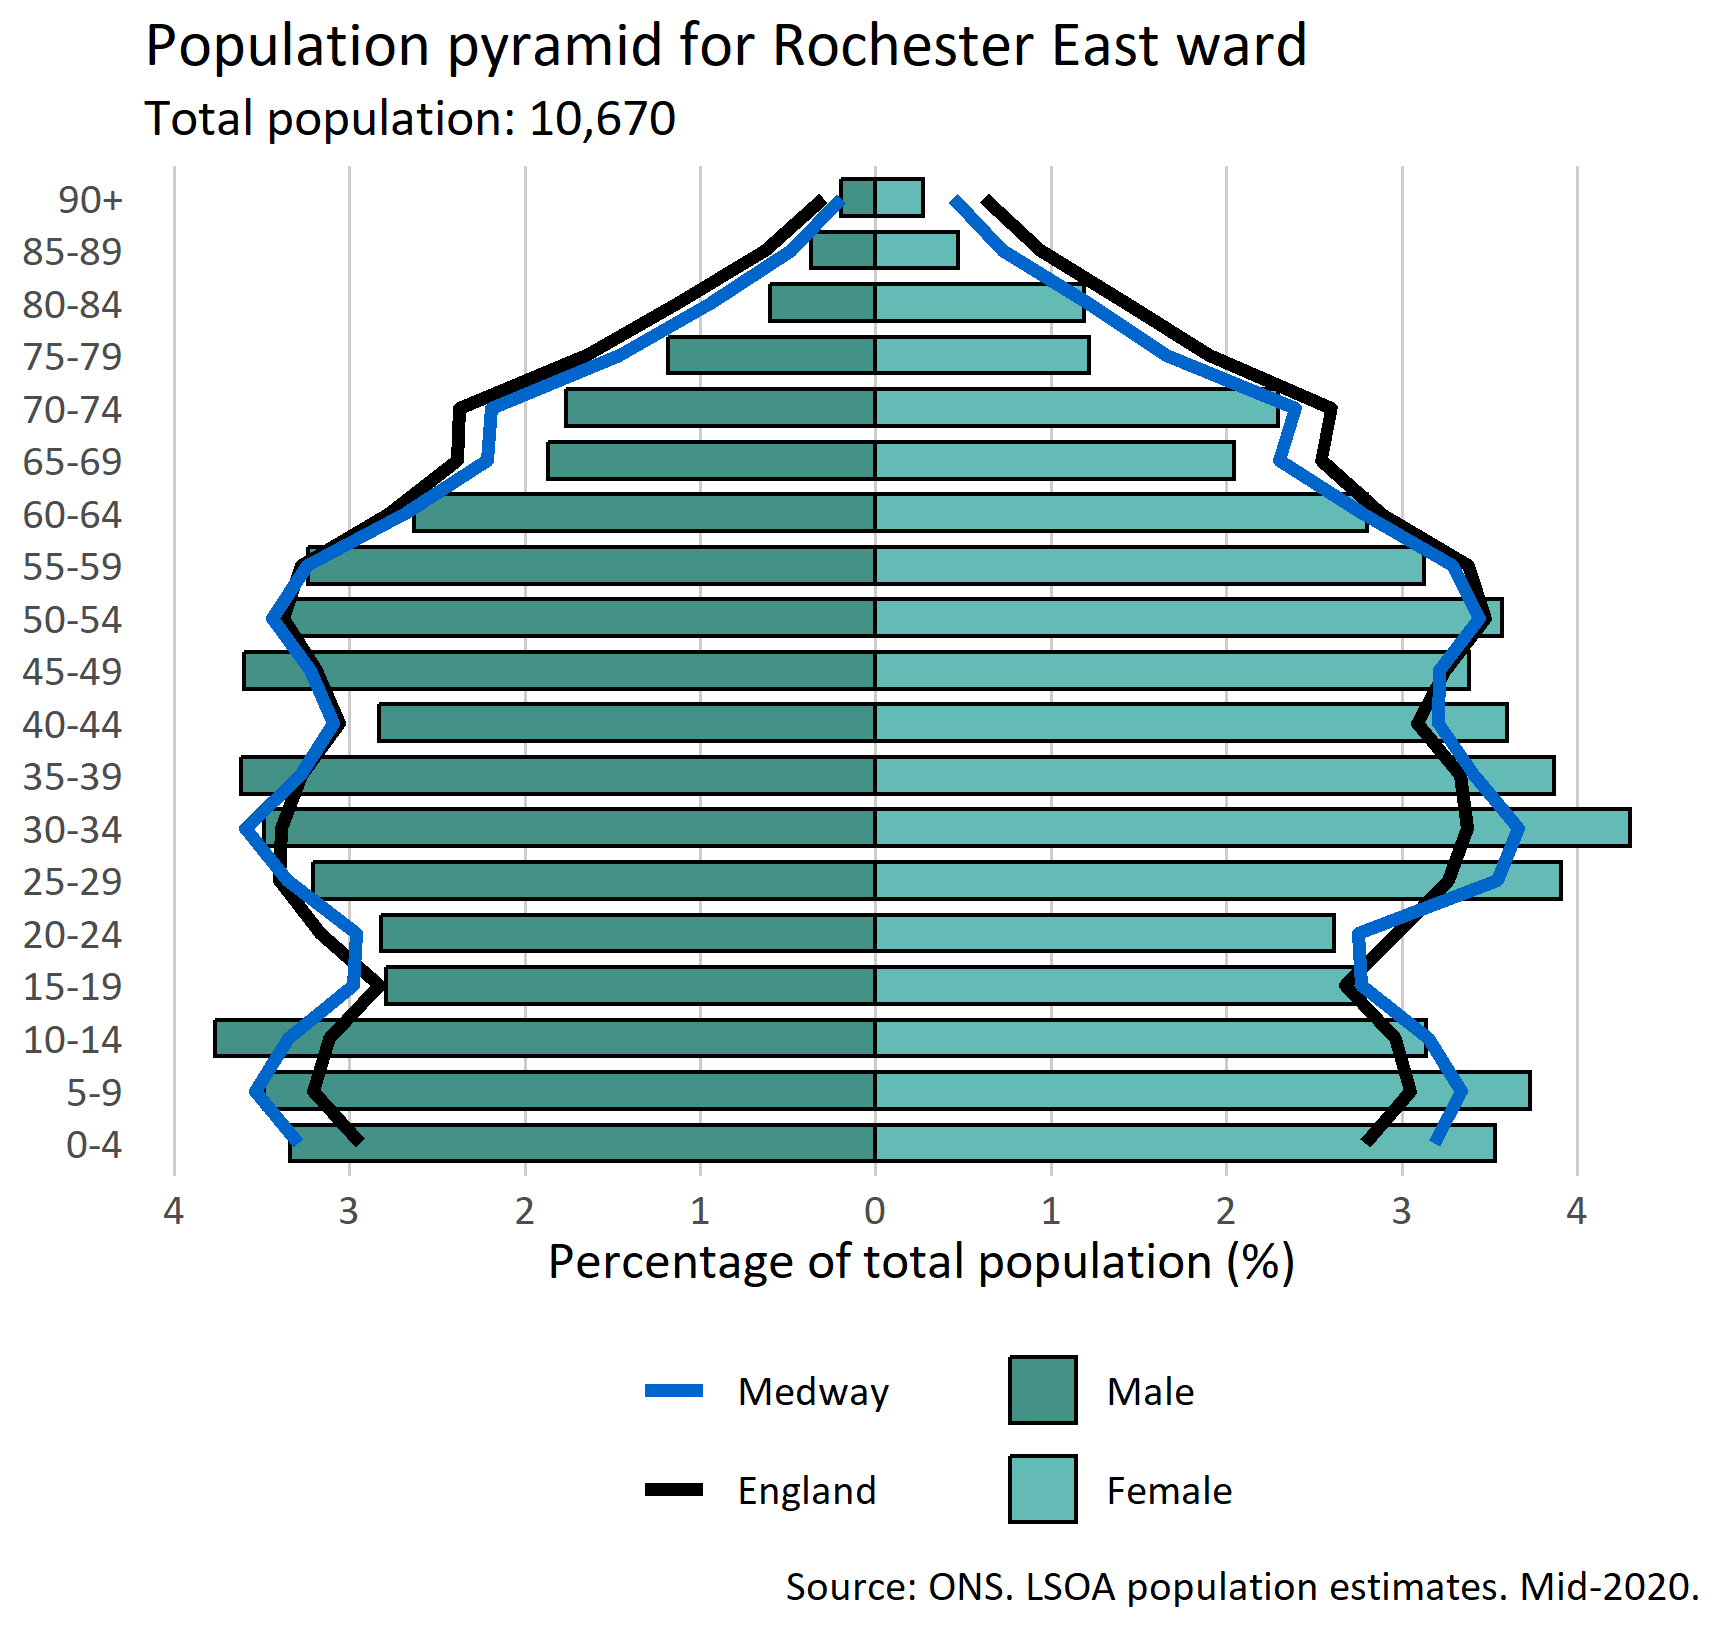 Population pyramid for Rochester East ward
Total population: 10,670
90+
85-89
80-84
75-79
70-74
65-69
60-64
55-59
50-54
45-49
40-44
35-39
30-34
25-29
20-24
15-19
10-14
5-9
0-4
4 3 2 1 0 1 2 3 4
Percentage of total population (%)
Medway Male
England Female
Source: ONS. LSOA population estimates. Mid-2020.